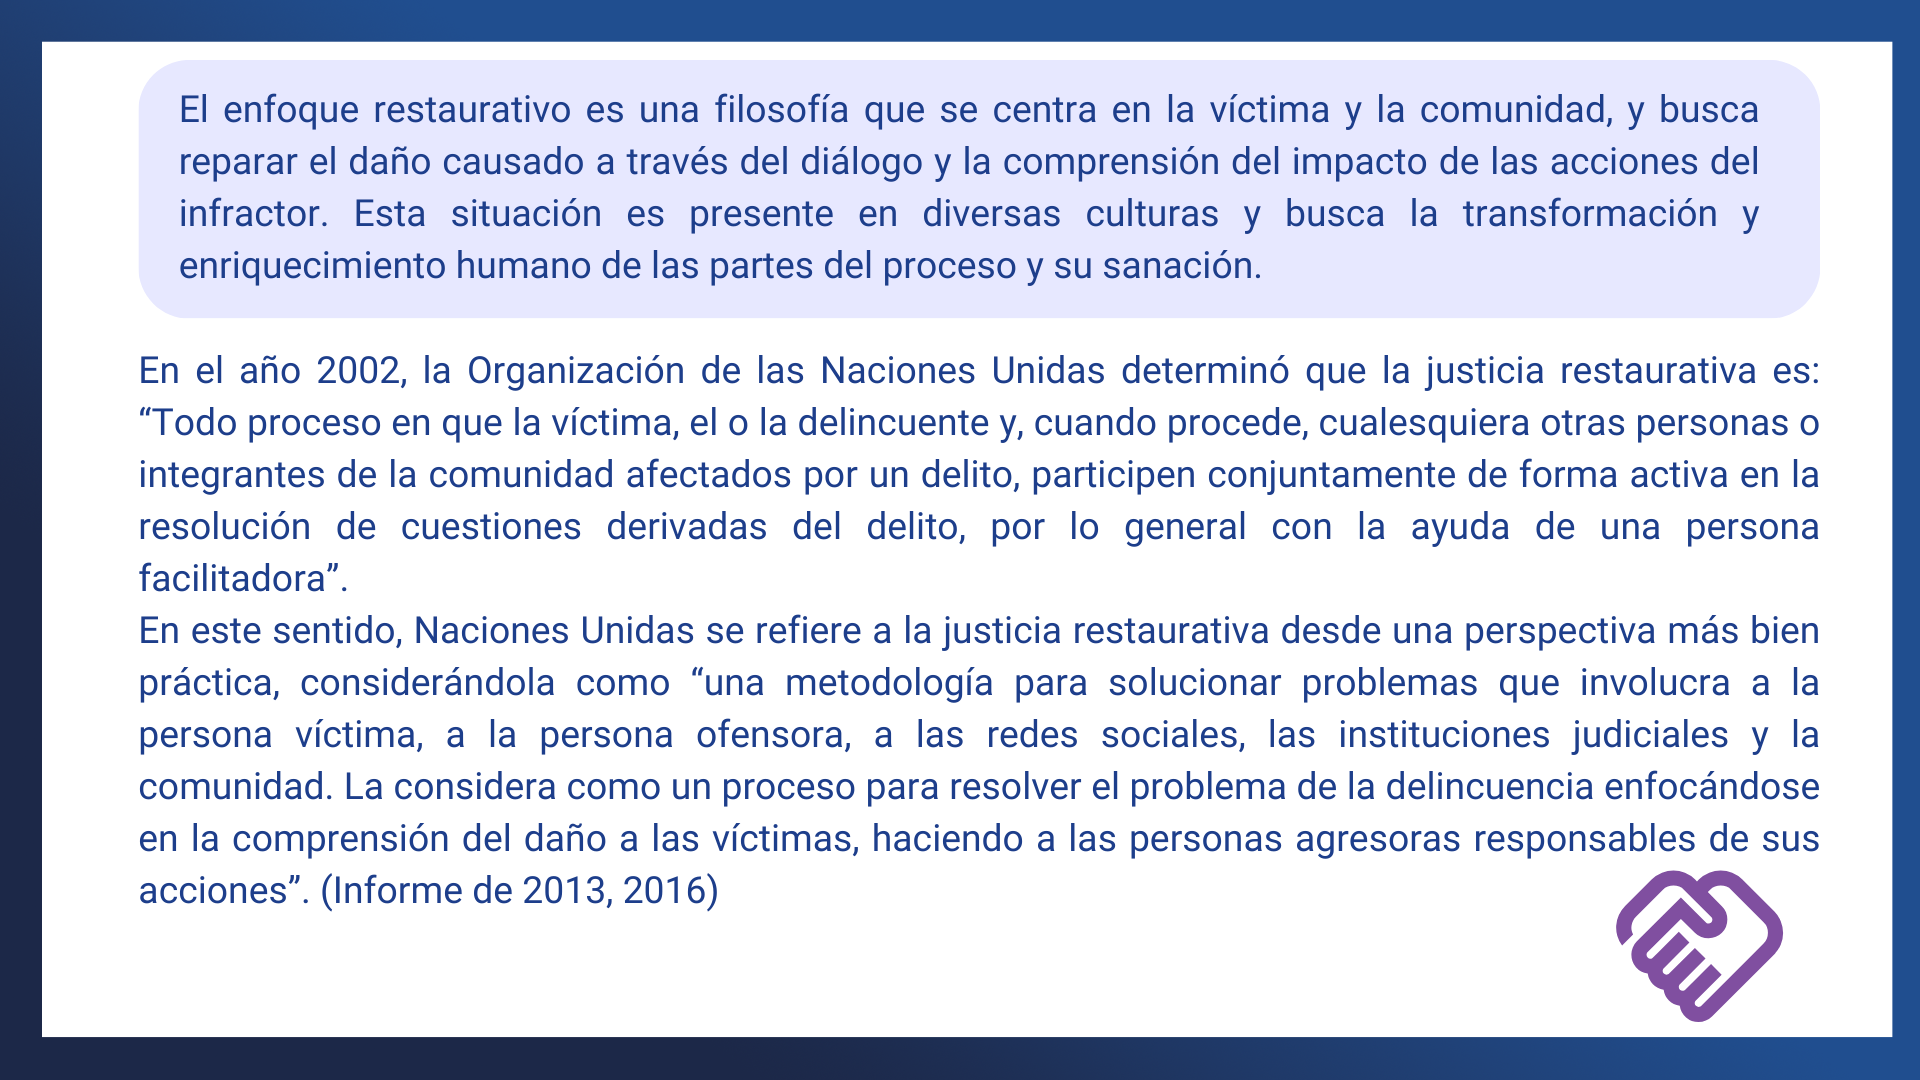 El enfoque restaurativo es una filosofía que se centra en la víctima y la comunidad, y busca
reparar el daño causado a través del diálogo y la comprensión del impacto de las acciones del
infractor. Esta situación es presente en diversas culturas y busca la transformación y
enriquecimiento humano de las partes del proceso y su sanación.
En el año 2002, la Organización de las Naciones Unidas determinó que la justicia restaurativa es:
“Todo proceso en que la víctima, el o la delincuente y, cuando procede, cualesquiera otras personas o
integrantes de la comunidad afectados por un delito, participen conjuntamente de forma activa en la
resolución de cuestiones derivadas del delito, por lo general con la ayuda de una persona
facilitadora”.
En este sentido, Naciones Unidas se refiere a la justicia restaurativa desde una perspectiva más bien
práctica, considerándola como “una metodología para solucionar problemas que involucra a la
persona víctima, a la persona ofensora, a las redes sociales, las instituciones judiciales y la
comunidad. La considera como un proceso para resolver el problema de la delincuencia enfocándose
en la comprensión del daño a las víctimas, haciendo a las personas agresoras responsables de sus
acciones”. (Informe de 2013, 2016)